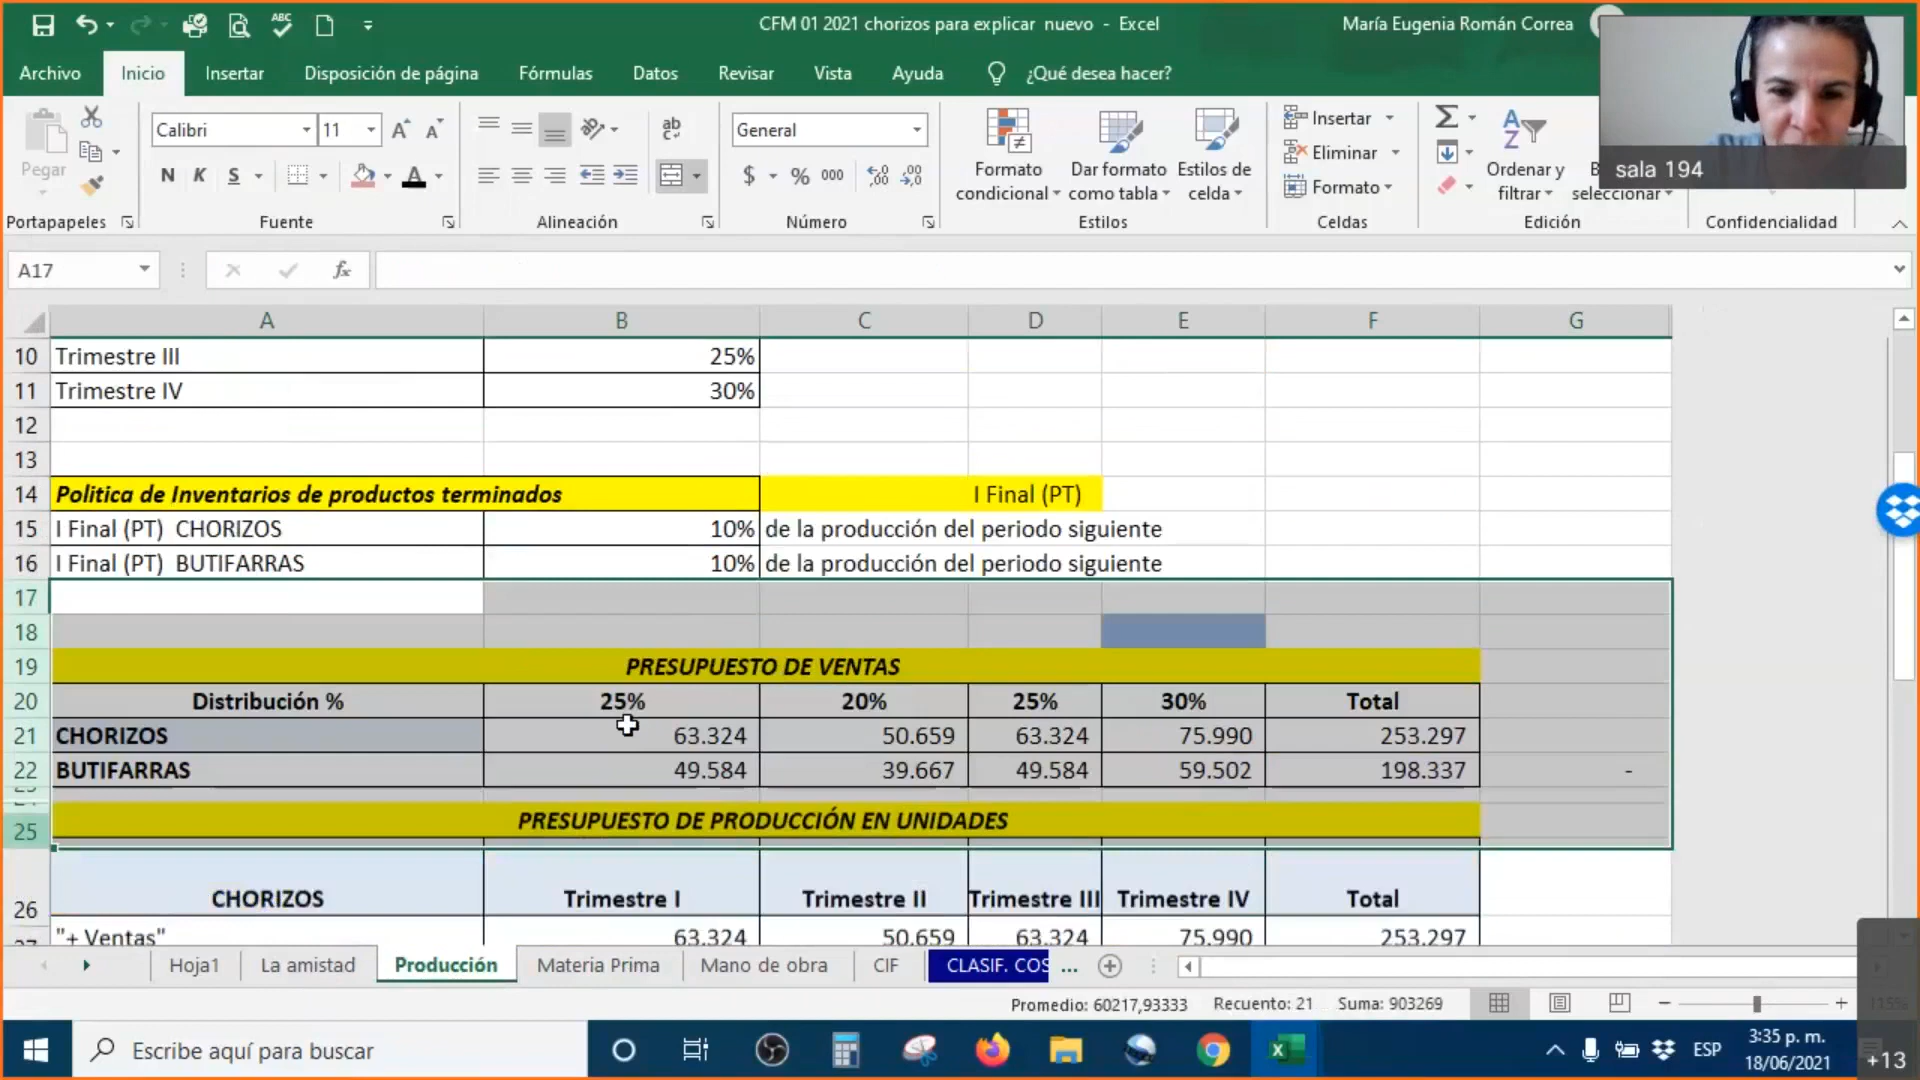 CFM 01 2021 chorizos para explicar nuevo - Excel
María Eugenia Román Correa
Archivo Inicio Insertar Disposición de página Fórmulas Datos Revisar Vista Ayuda ¿Qué desea hacer?
sala 194
Pegar
Calibri 11
N K S
ab
General
$ % 000
Formato condicional
Dar formato como tabla
Estilos de celda
Insertar
Eliminar
Formato
Ordenar y filtrar
seleccionar
Portapapeles Fuente Alineación Número Estilos Celdas Edición Confidencialidad
A17 fx
A B C D E F G
10 Trimestre III 25%
11 Trimestre IV 30%
12
13
14 Politica de Inventarios de productos terminados I Final (PT)
15 I Final (PT) CHORIZOS 10% de la producción del periodo siguiente
16 I Final (PT) BUTIFARRAS 10% de la producción del periodo siguiente
17
18
19 PRESUPUESTO DE VENTAS
20 Distribución % 25% 20% 25% 30% Total
21 CHORIZOS 63.324 50.659 63.324 75.990 253.297
22 BUTIFARRAS 49.584 39.667 49.584 59.502 198.337 -
25 PRESUPUESTO DE PRODUCCIÓN EN UNIDADES
26 CHORIZOS Trimestre I Trimestre II Trimestre III Trimestre IV Total
"+ Ventas" 63.324 50.659 63.324 75.990 253.297
Hoja1 La amistad Producción Materia Prima Mano de obra CIF CLASIF. COS ...
Promedio: 60217,93333 Recuento: 21 Suma: 903269
Escribe aquí para buscar
ESP
3:35 p. m.
18/06/2021
+13